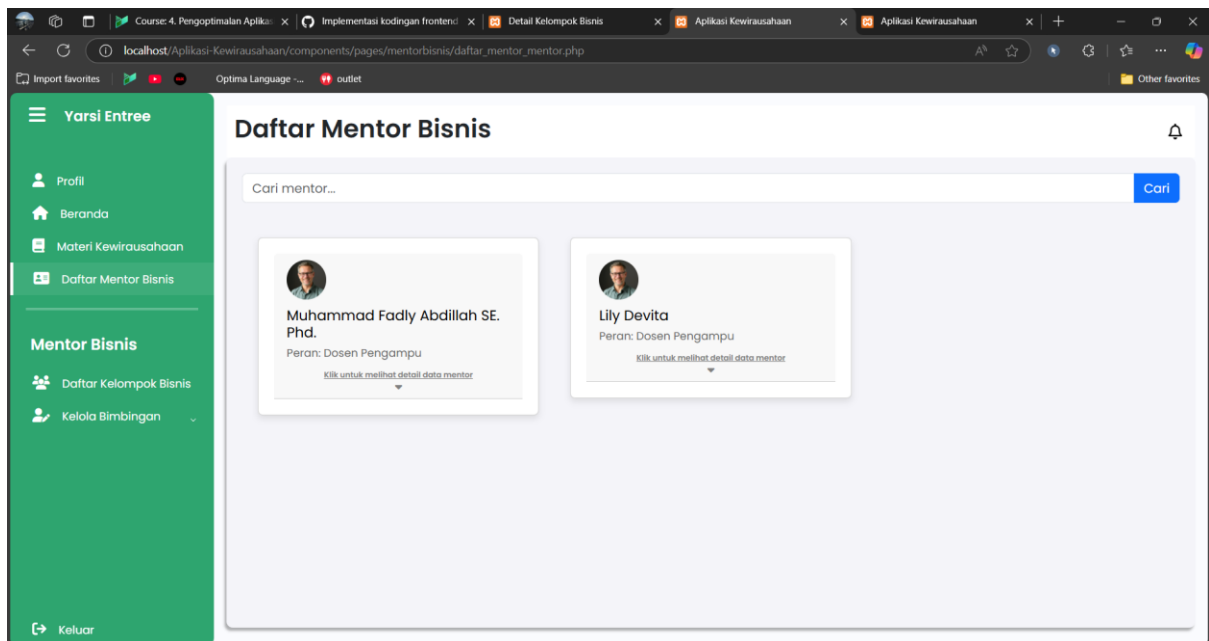 Course: 4. Pengoptimalan Aplikas
Implementasi kodingan frontend
Detail Kelompok Bisnis
Aplikasi Kewirausahaan
Aplikasi Kewirausahaan
localhost/Aplikasi-Kewirausahaan/components/pages/mentorbisnis/daftar_mentor_mentor.php
Import favorites
Optima Language -...
outlet
Other favorites
Yarsi Entree
Profil
Beranda
Materi Kewirausahaan
Daftar Mentor Bisnis
Mentor Bisnis
Daftar Kelompok Bisnis
Kelola Bimbingan
Keluar
Daftar Mentor Bisnis
Cari mentor...
Cari
Muhammad Fadly Abdillah SE.
Phd.
Peran: Dosen Pengampu
Klik untuk melihat detail data mentor
Lily Devita
Peran: Dosen Pengampu
Klik untuk melihat detail data mentor